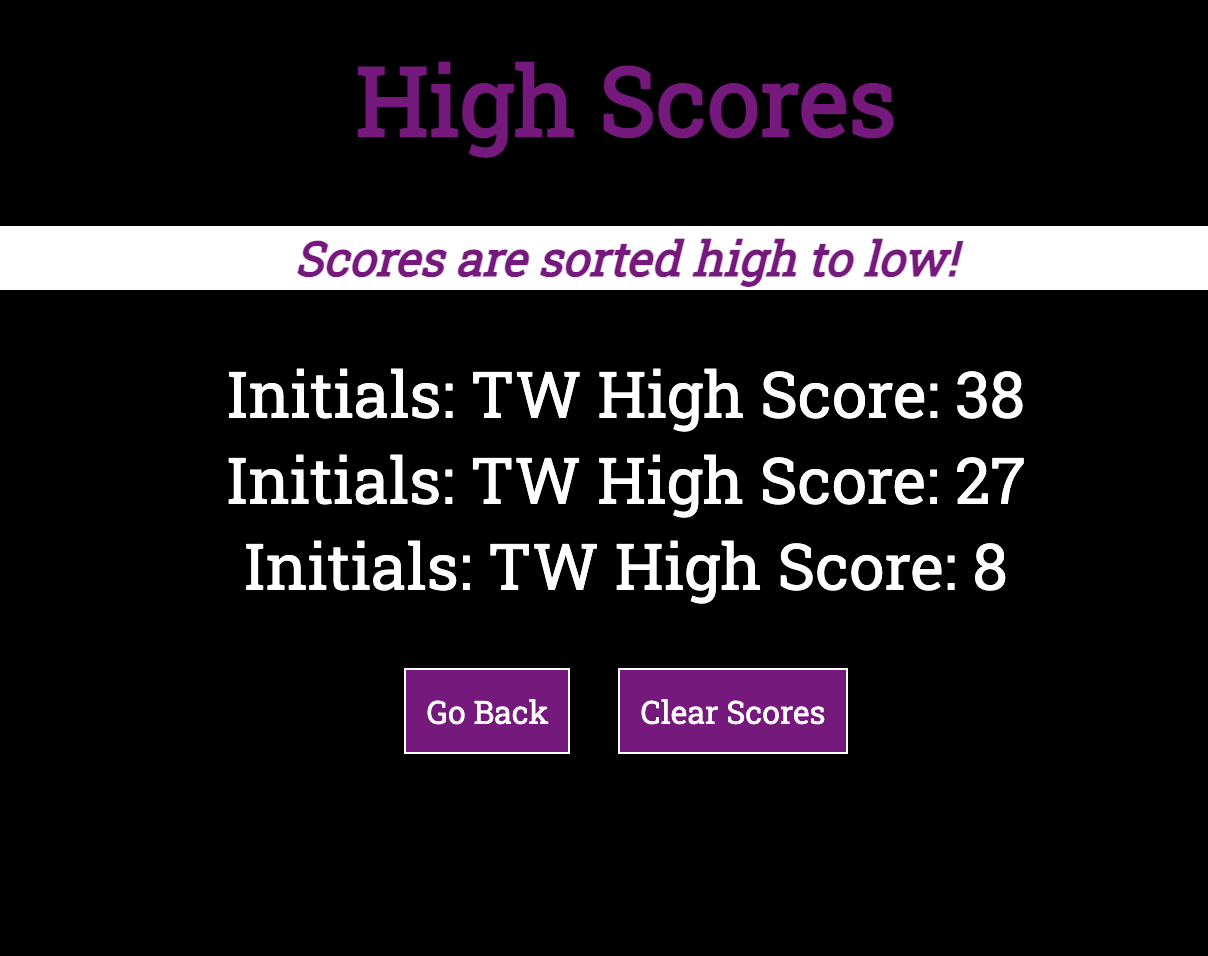 High Scores
Scores are sorted high to low!
Initials: TW High Score: 38
Initials: TW High Score: 27
Initials: TW High Score: 8
Go Back
Clear Scores